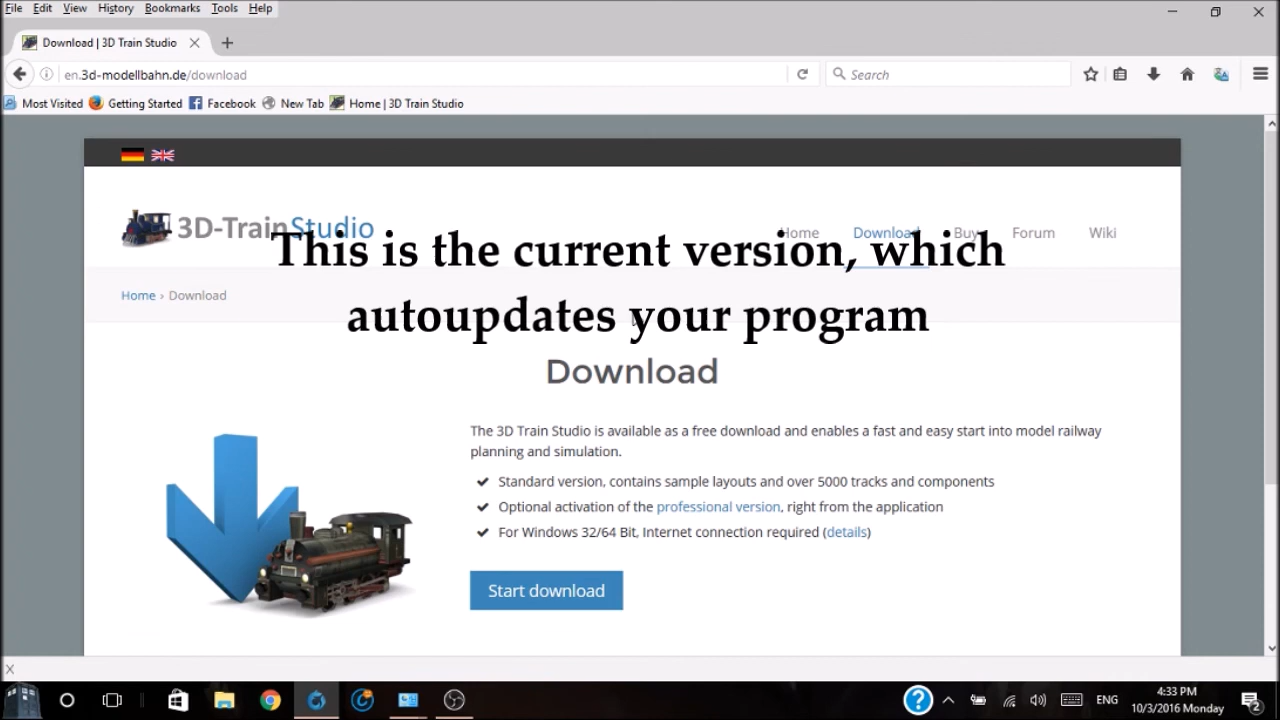 File Edit View History Bookmarks Tools Help
Download | 3D Train Studio
en.3d-modellbahn.de/download
Search
Most Visited Getting Started Facebook New Tab Home | 3D Train Studio
3D-TrainStudio
Home Download Buy Forum Wiki
This is the current version, which
autoupdates your program
Home › Download
Download
The 3D Train Studio is available as a free download and enables a fast and easy start into model railway
planning and simulation.
Standard version, contains sample layouts and over 5000 tracks and components
Optional activation of the professional version, right from the application
For Windows 32/64 Bit, Internet connection required (details)
Start download
ENG
4:33 PM
10/3/2016 Monday
2